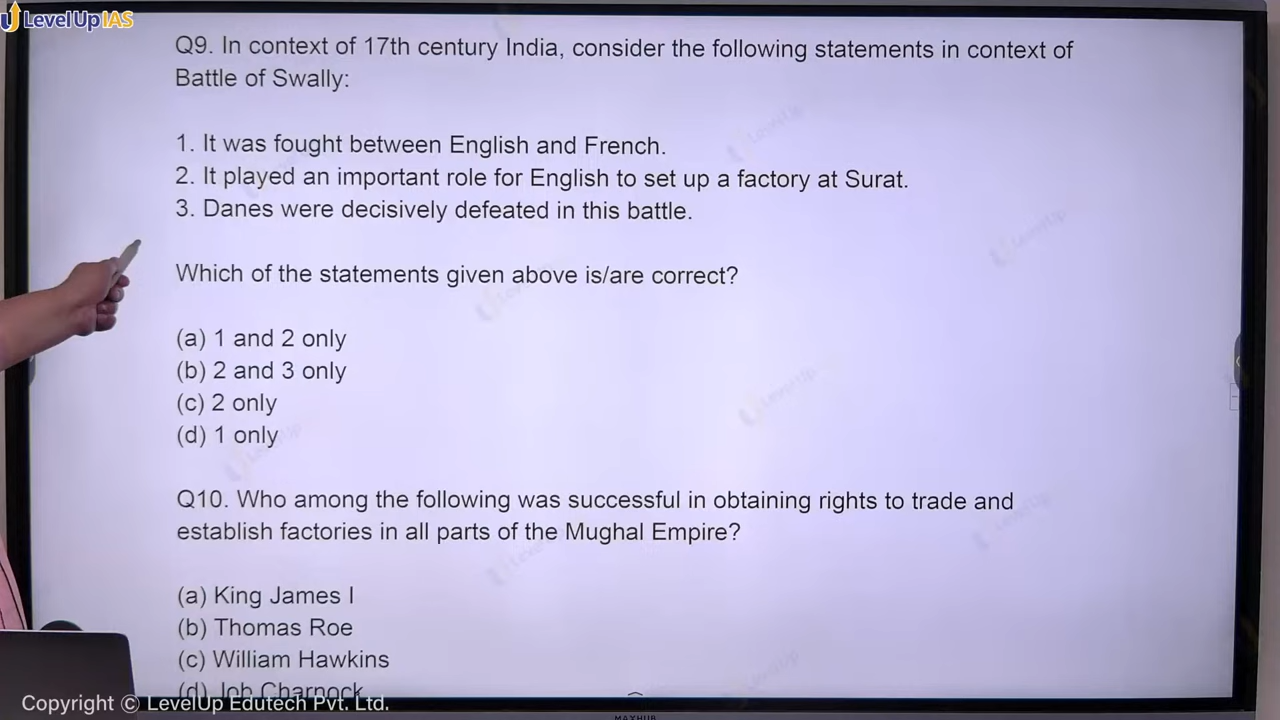 LevelUp IAS
Q9. In context of 17th century India, consider the following statements in context of
Battle of Swally:
1. It was fought between English and French.
2. It played an important role for English to set up a factory at Surat.
3. Danes were decisively defeated in this battle.
Which of the statements given above is/are correct?
(a) 1 and 2 only
(b) 2 and 3 only
(c) 2 only
(d) 1 only
Q10. Who among the following was successful in obtaining rights to trade and
establish factories in all parts of the Mughal Empire?
(a) King James I
(b) Thomas Roe
(c) William Hawkins
(d) Job Charnock
Copyright © LevelUp Edutech Pvt. Ltd.
MAXHUB